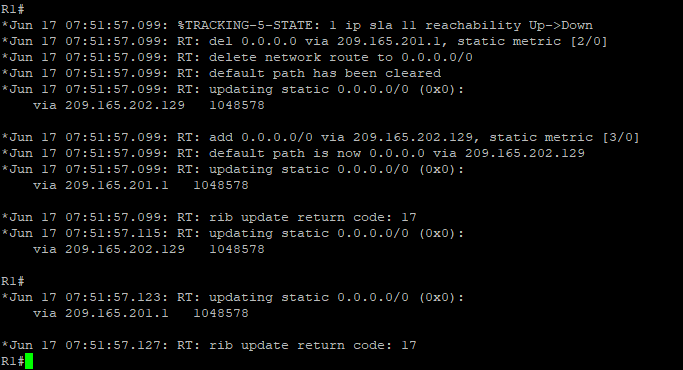 R1#
*Jun 17 07:51:57.099: %TRACKING-5-STATE: 1 ip sla 11 reachability Up->Down
*Jun 17 07:51:57.099: RT: del 0.0.0.0 via 209.165.201.1, static metric [2/0]
*Jun 17 07:51:57.099: RT: delete network route to 0.0.0.0/0
*Jun 17 07:51:57.099: RT: default path has been cleared
*Jun 17 07:51:57.099: RT: updating static 0.0.0.0/0 (0x0):
    via 209.165.202.129   1048578

*Jun 17 07:51:57.099: RT: add 0.0.0.0/0 via 209.165.202.129, static metric [3/0]
*Jun 17 07:51:57.099: RT: default path is now 0.0.0.0 via 209.165.202.129
*Jun 17 07:51:57.099: RT: updating static 0.0.0.0/0 (0x0):
    via 209.165.201.1   1048578

*Jun 17 07:51:57.099: RT: rib update return code: 17
*Jun 17 07:51:57.115: RT: updating static 0.0.0.0/0 (0x0):
    via 209.165.202.129   1048578

R1#
*Jun 17 07:51:57.123: RT: updating static 0.0.0.0/0 (0x0):
    via 209.165.201.1   1048578

*Jun 17 07:51:57.127: RT: rib update return code: 17
R1#